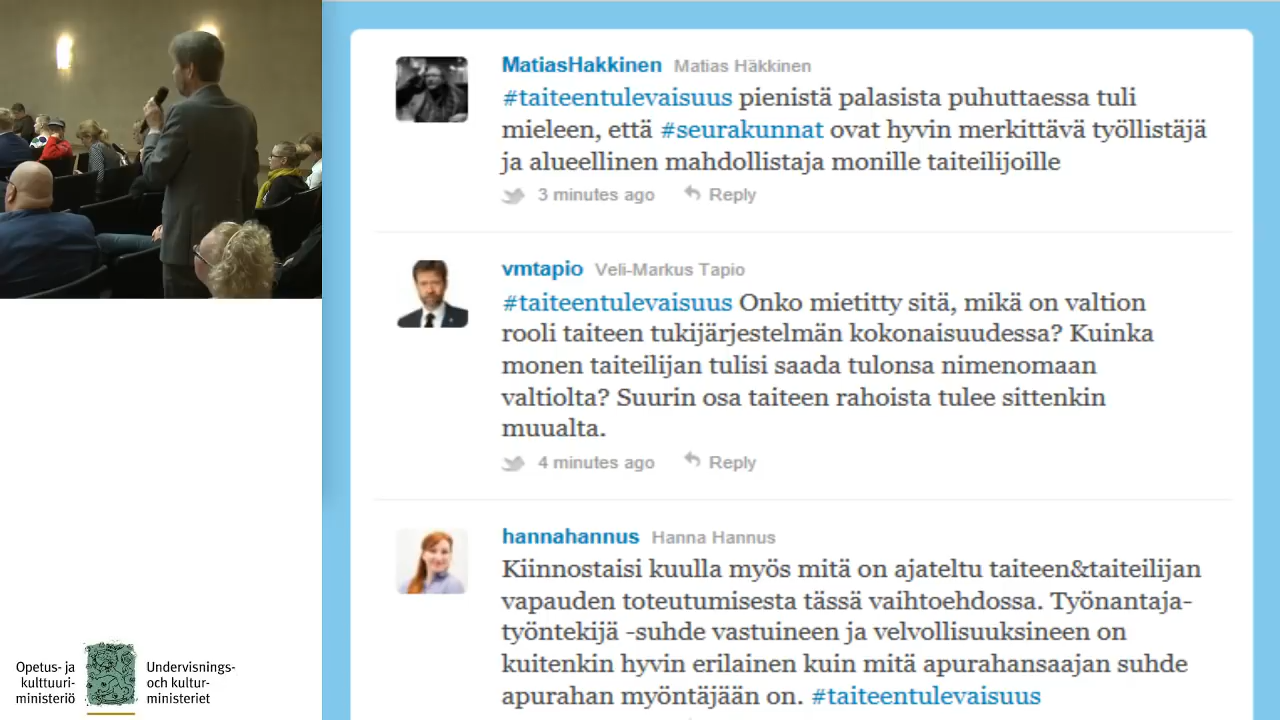 MatiasHakkinen Matias Häkkinen
#taiteentulevaisuus pienistä palasista puhuttaessa tuli
mieleen, että #seurakunnat ovat hyvin merkittävä työllistäjä
ja alueellinen mahdollistaja monille taiteilijoille
3 minutes ago Reply
vmtapio Veli-Markus Tapio
#taiteentulevaisuus Onko mietitty sitä, mikä on valtion
rooli taiteen tukijärjestelmän kokonaisuudessa? Kuinka
monen taiteilijan tulisi saada tulonsa nimenomaan
valtiolta? Suurin osa taiteen rahoista tulee sittenkin
muualta.
4 minutes ago Reply
hannahannus Hanna Hannus
Kiinnostaisi kuulla myös mitä on ajateltu taiteen&taiteilijan
vapauden toteutumisesta tässä vaihtoehdossa. Työnantaja-
työntekijä -suhde vastuineen ja velvollisuuksineen on
kuitenkin hyvin erilainen kuin mitä apurahansaajan suhde
apurahan myöntäjään on. #taiteentulevaisuus
Opetus- ja
kulttuuri-
ministeriö
Undervisnings-
och kultur-
ministeriet